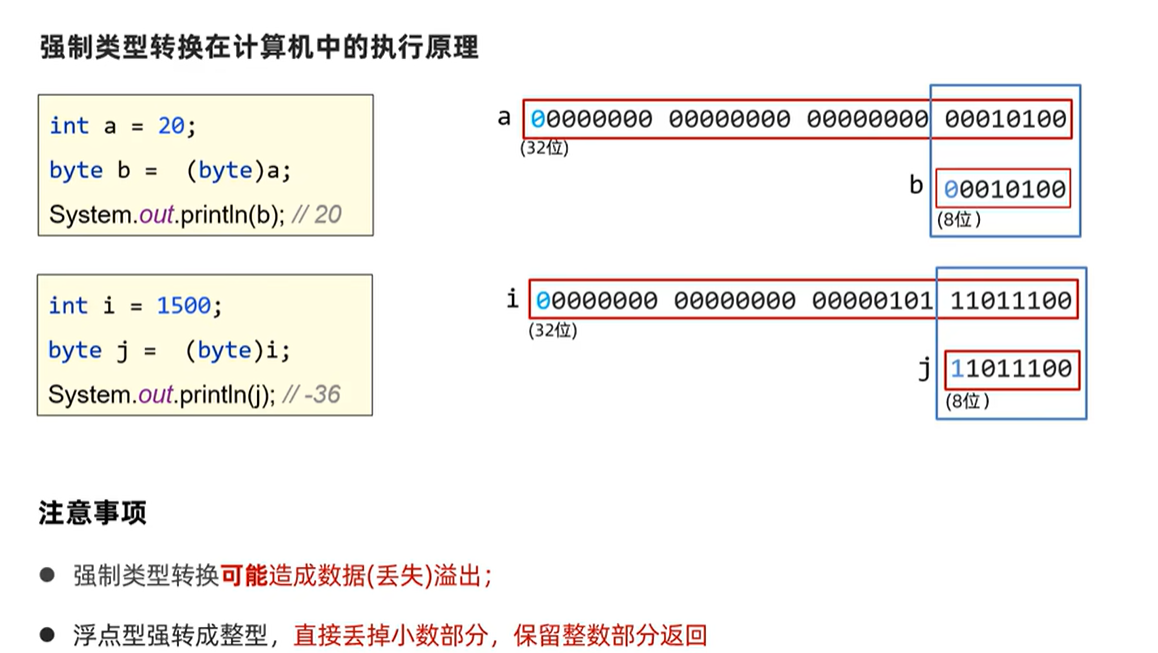 强制类型转换在计算机中的执行原理
int a = 20;
byte b = (byte)a;
System.out.println(b); // 20
a 00000000 00000000 00000000 00010100
(32位)
b 00010100
(8位)
int i = 1500;
byte j = (byte)i;
System.out.println(j); // -36
i 00000000 00000000 00000101 11011100
(32位)
j 11011100
(8位)
注意事项
● 强制类型转换可能造成数据(丢失)溢出；
● 浮点型强转成整型，直接丢掉小数部分，保留整数部分返回